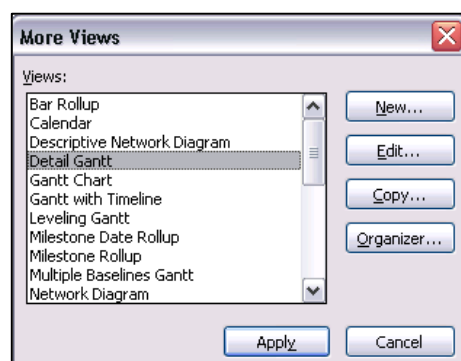 More Views
Views:
Bar Rollup
Calendar
Descriptive Network Diagram
Detail Gantt
Gantt Chart
Gantt with Timeline
Leveling Gantt
Milestone Date Rollup
Milestone Rollup
Multiple Baselines Gantt
Network Diagram
New...
Edit...
Copy...
Organizer...
Apply
Cancel